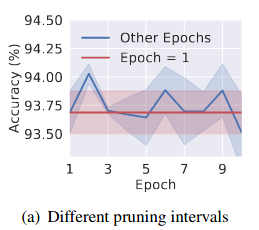 94.50
94.25
94.00
93.75
93.50
Accuracy (%)
Other Epochs
Epoch = 1
1 3 5 7 9
Epoch
(a) Different pruning intervals